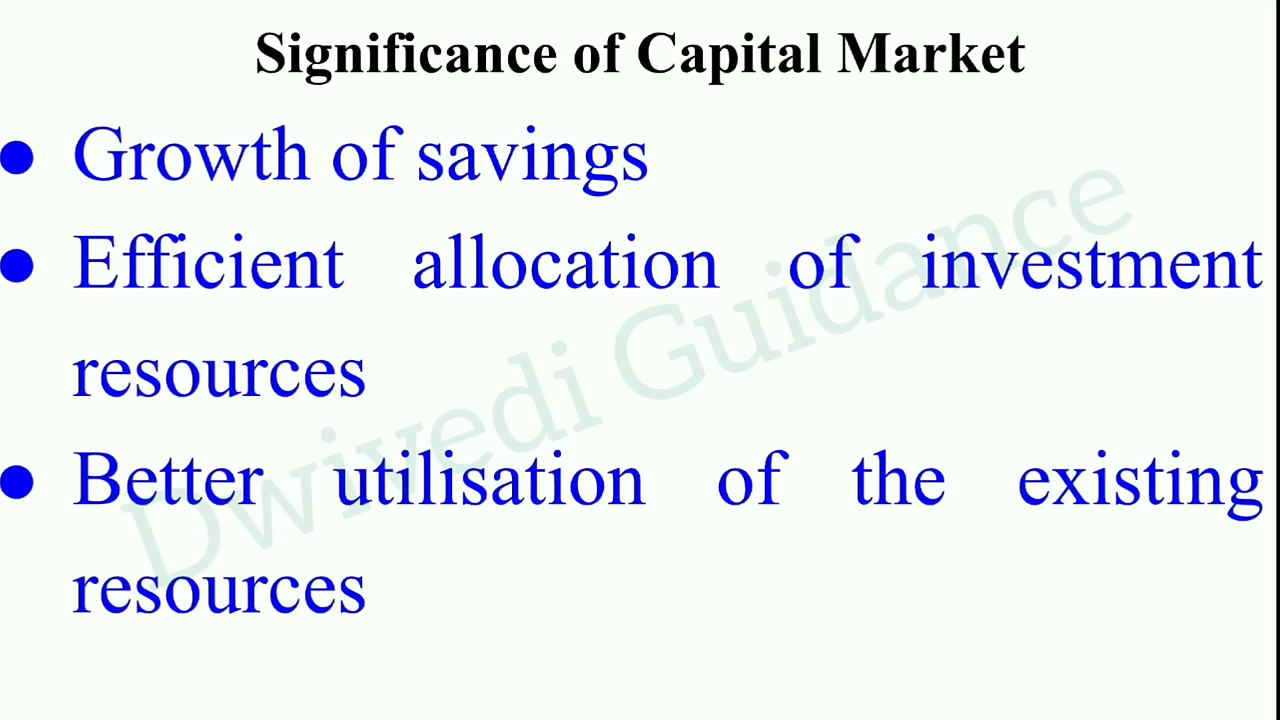 Significance of Capital Market
● Growth of savings
● Efficient allocation of investment
resources
● Better utilisation of the existing
resources
Dwivedi Guidance